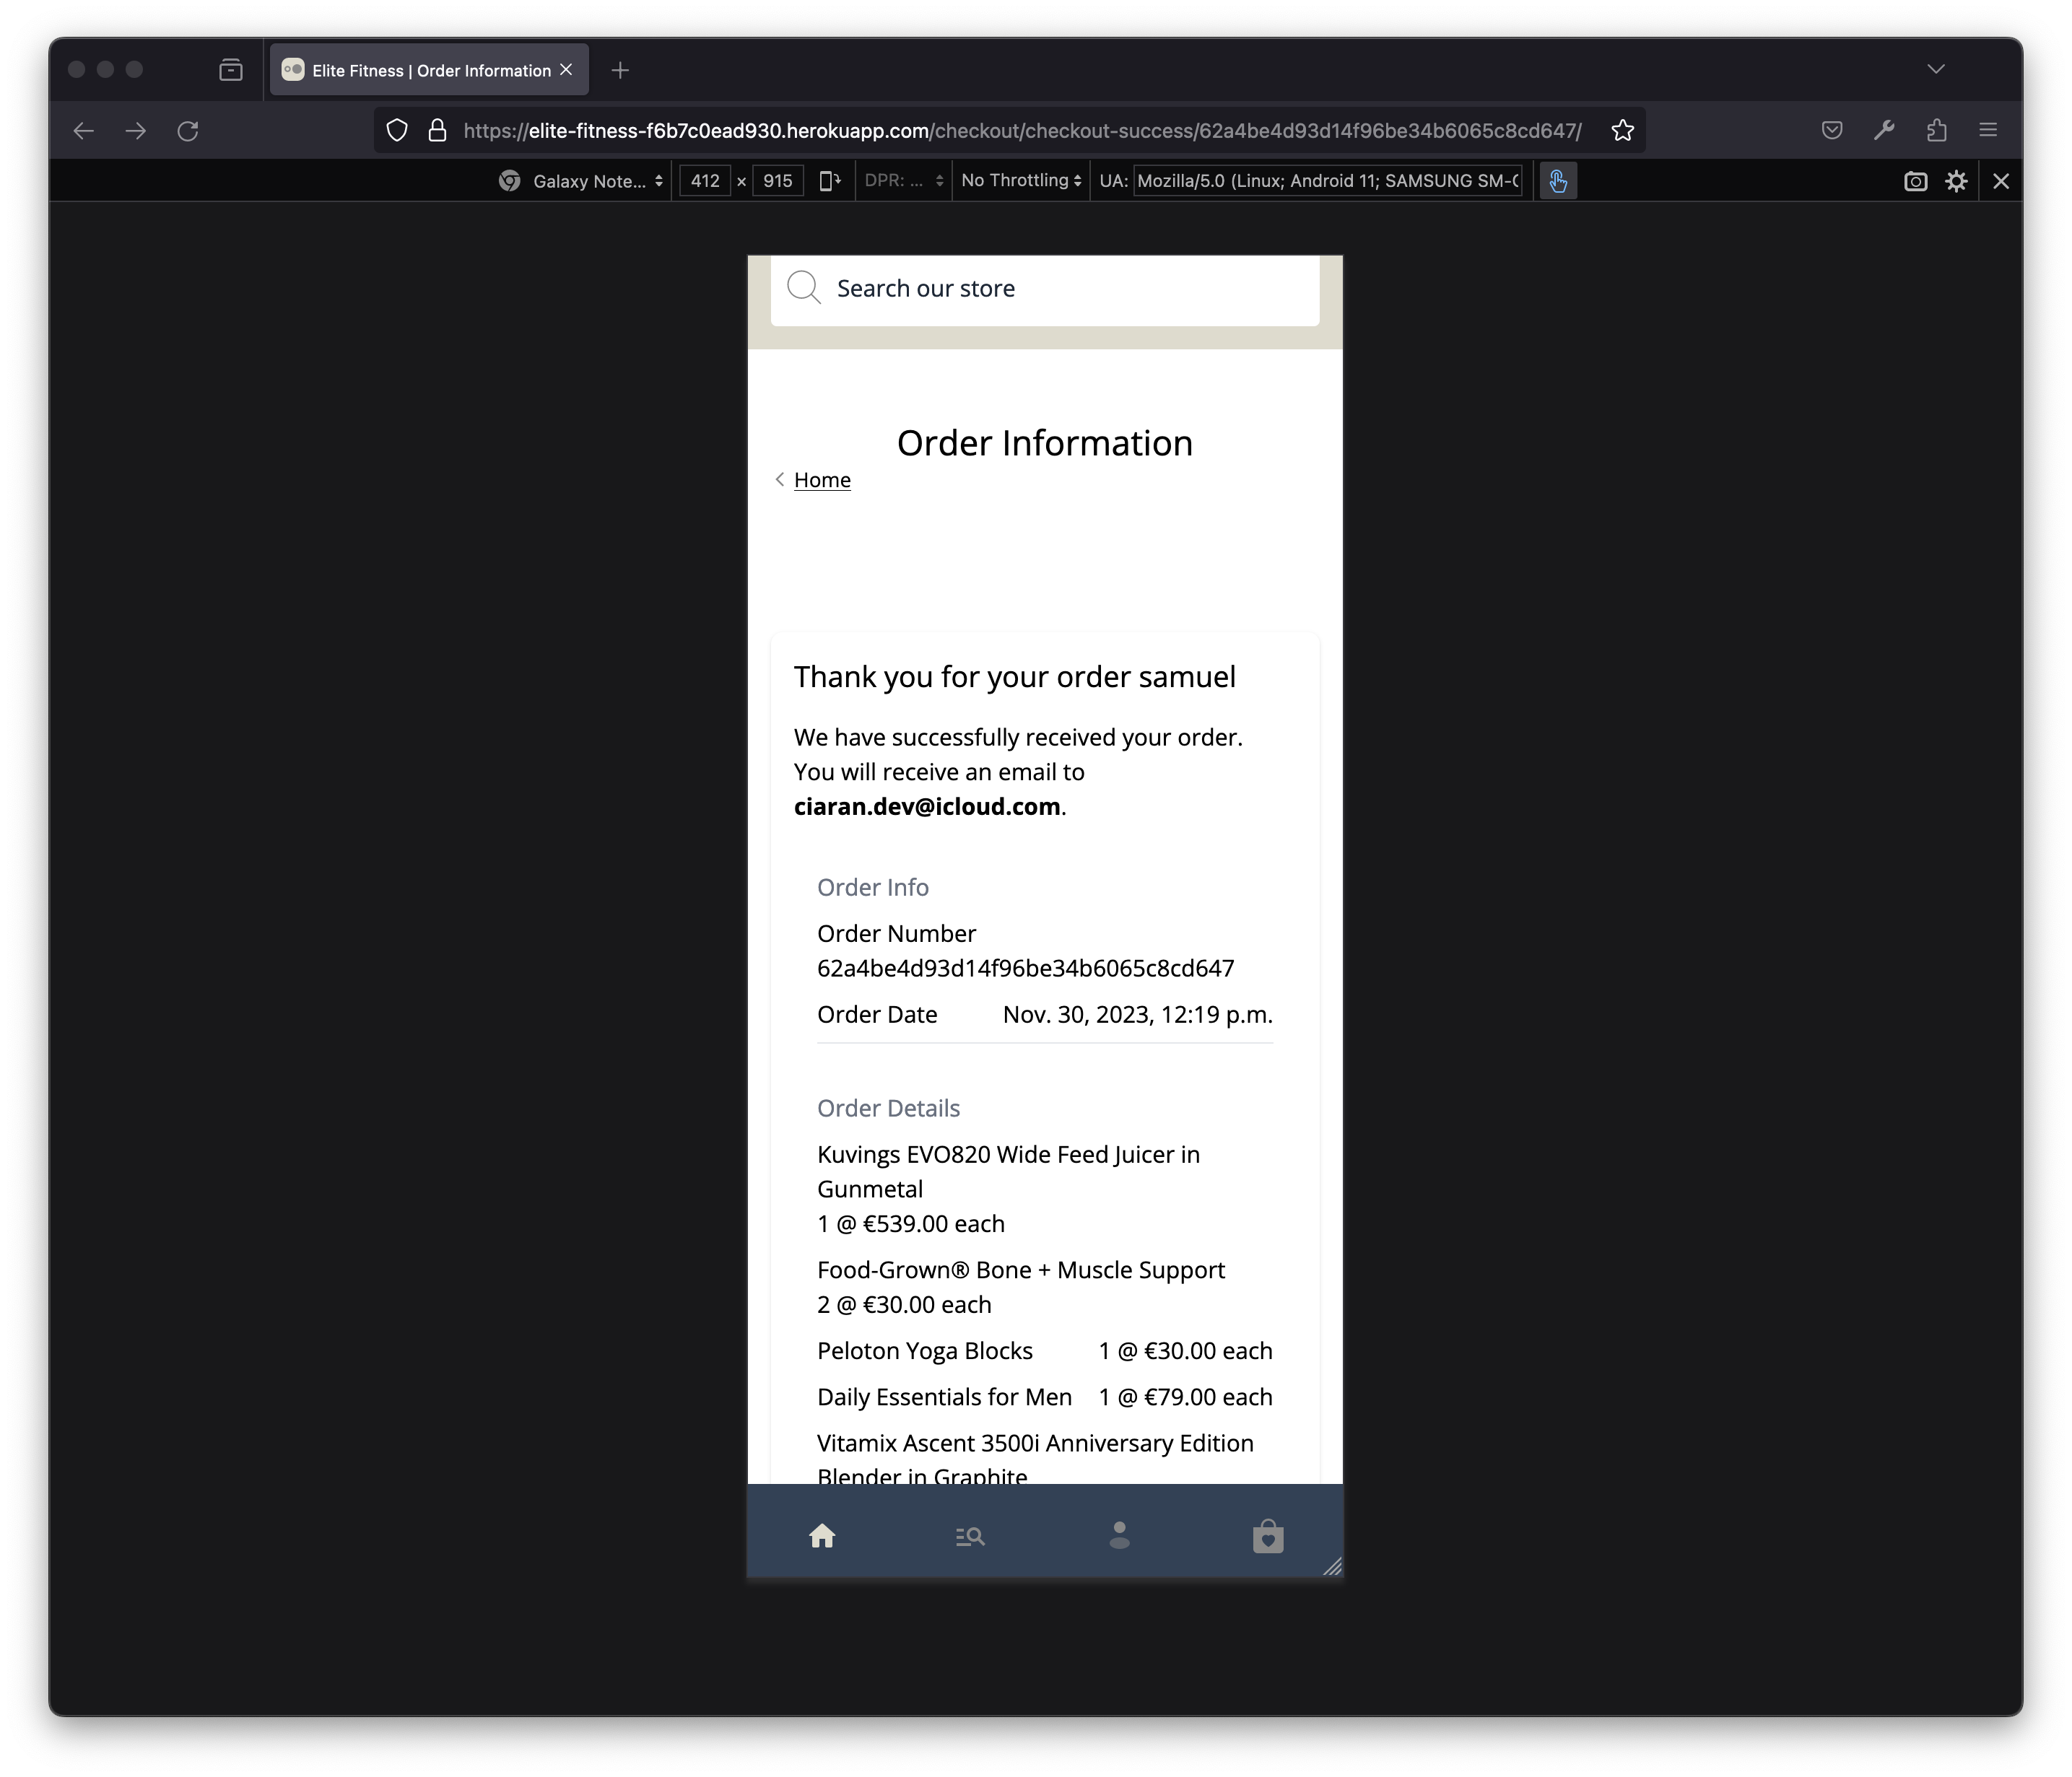 Elite Fitness | Order Information
https://elite-fitness-f6b7c0ead930.herokuapp.com/checkout/checkout-success/62a4be4d93d14f96be34b6065c8cd647/
Galaxy Note... 412 x 915 DPR: ... No Throttling UA: Mozilla/5.0 (Linux; Android 11; SAMSUNG SM-G
Search our store
Order Information
Home
Thank you for your order samuel
We have successfully received your order.
You will receive an email to
ciaran.dev@icloud.com.
Order Info
Order Number
62a4be4d93d14f96be34b6065c8cd647
Order Date Nov. 30, 2023, 12:19 p.m.
Order Details
Kuvings EVO820 Wide Feed Juicer in
Gunmetal
1 @ €539.00 each
Food-Grown® Bone + Muscle Support
2 @ €30.00 each
Peloton Yoga Blocks 1 @ €30.00 each
Daily Essentials for Men 1 @ €79.00 each
Vitamix Ascent 3500i Anniversary Edition
Blender in Graphite